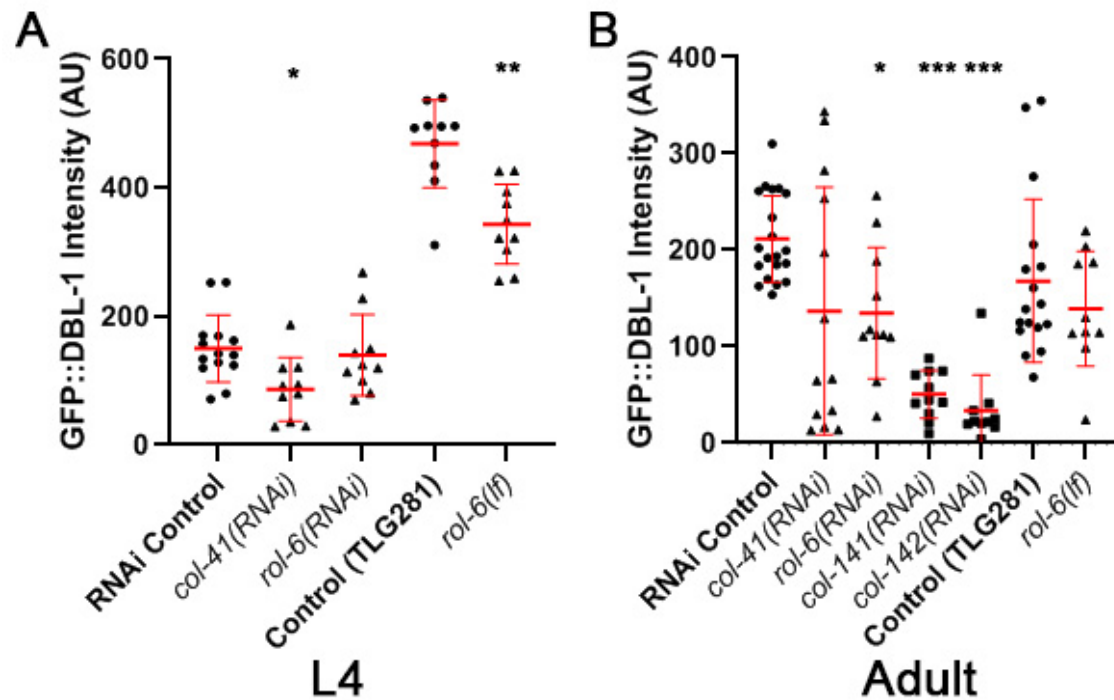 A
GFP::DBL-1 Intensity (AU)
600
400
200
0
*
**
RNAi Control
col-41(RNAi)
rol-6(RNAi)
Control (TLG281)
rol-6(lf)
L4
B
GFP::DBL-1 Intensity (AU)
400
300
200
100
0
*
***
***
RNAi Control
col-41(RNAi)
rol-6(RNAi)
col-141(RNAi)
col-142(RNAi)
Control (TLG281)
rol-6(lf)
Adult